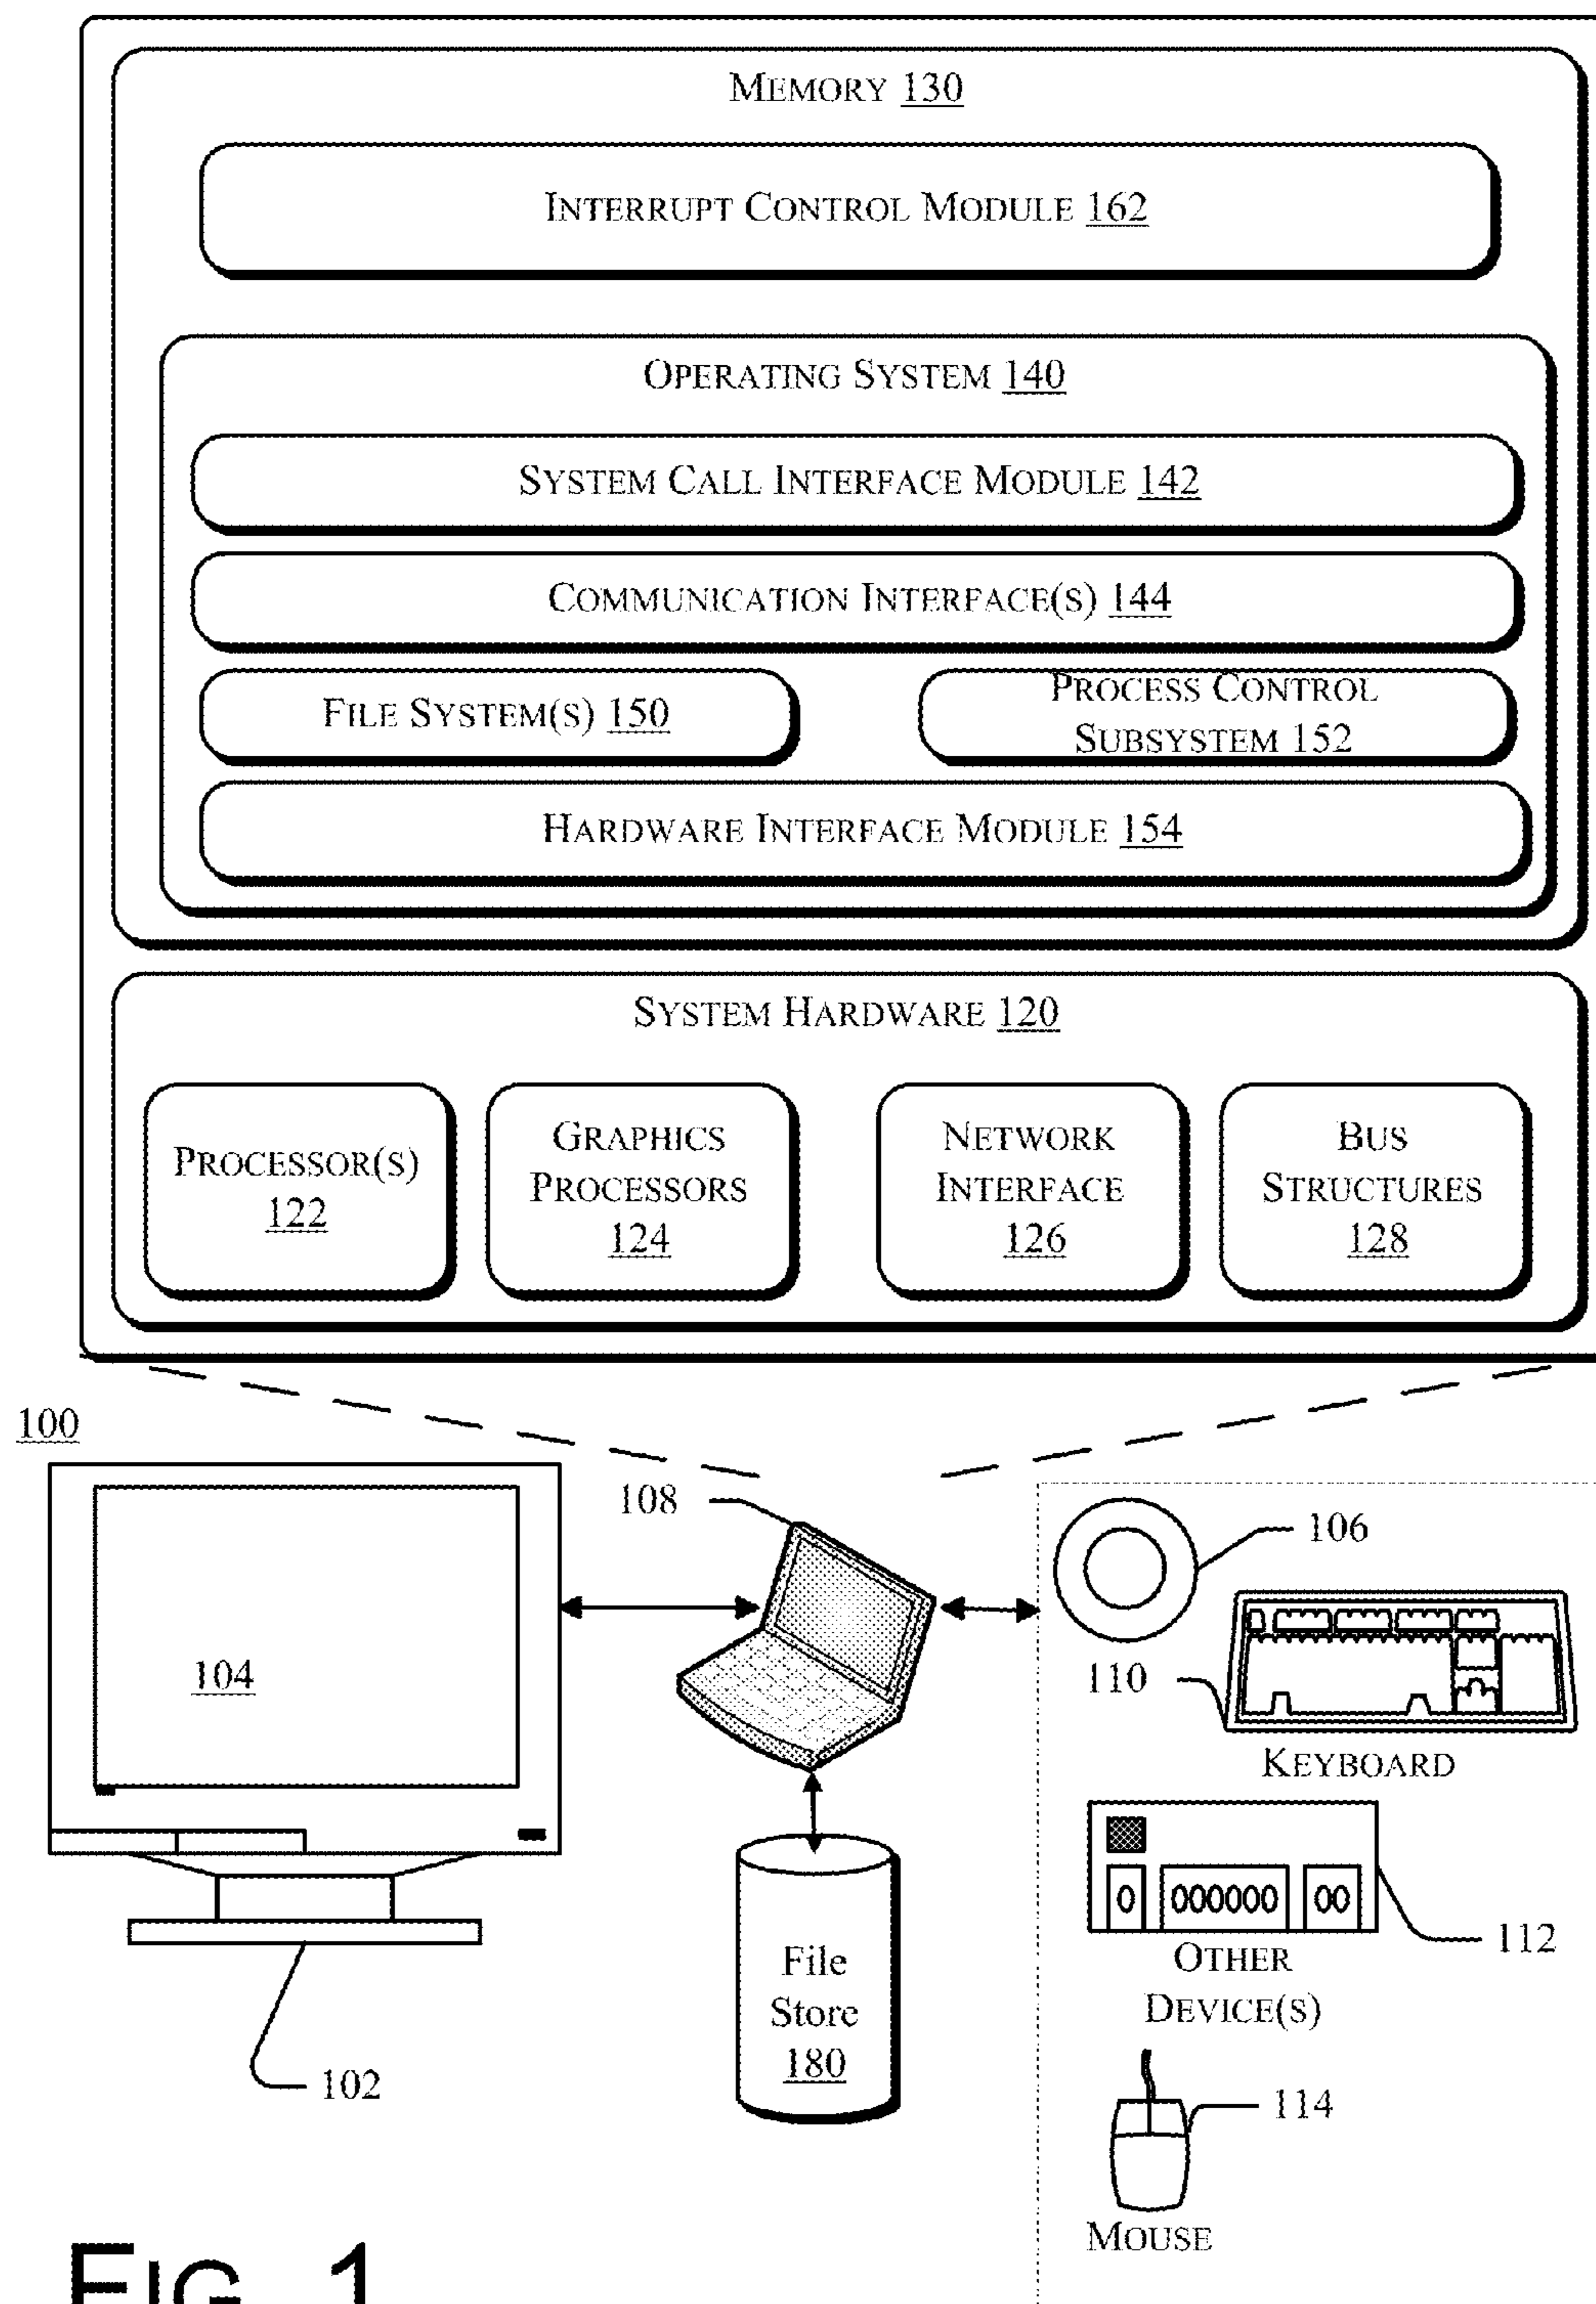 MEMORY 130
INTERRUPT CONTROL MODULE 162
OPERATING SYSTEM 140
SYSTEM CALL INTERFACE MODULE 142
COMMUNICATION INTERFACE(S) 144
FILE SYSTEM(S) 150
PROCESS CONTROL
SUBSYSTEM 152
HARDWARE INTERFACE MODULE 154
SYSTEM HARDWARE 120
PROCESSOR(S)
122
GRAPHICS
PROCESSORS
124
NETWORK
INTERFACE
126
BUS
STRUCTURES
128
100
108
106
104
110
KEYBOARD
112
OTHER
DEVICE(S)
File
Store
180
102
114
MOUSE
FIG. 1